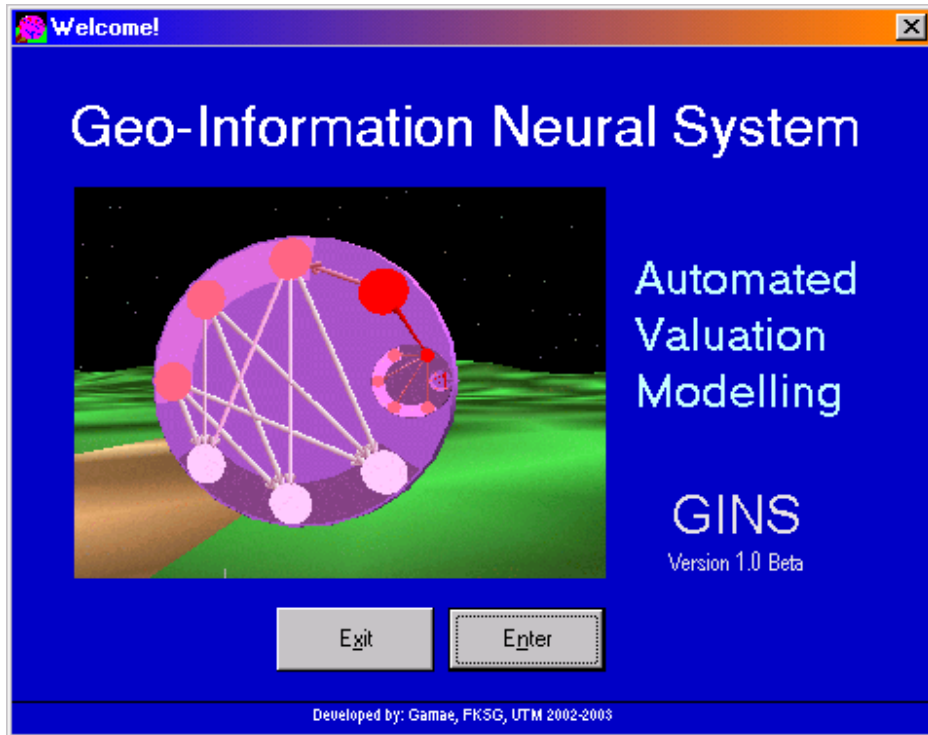 Welcome!
Geo-Information Neural System
Automated
Valuation
Modelling
GINS
Version 1.0 Beta
Exit
Enter
Developed by: Gamae, FKSG, UTM 2002-2003